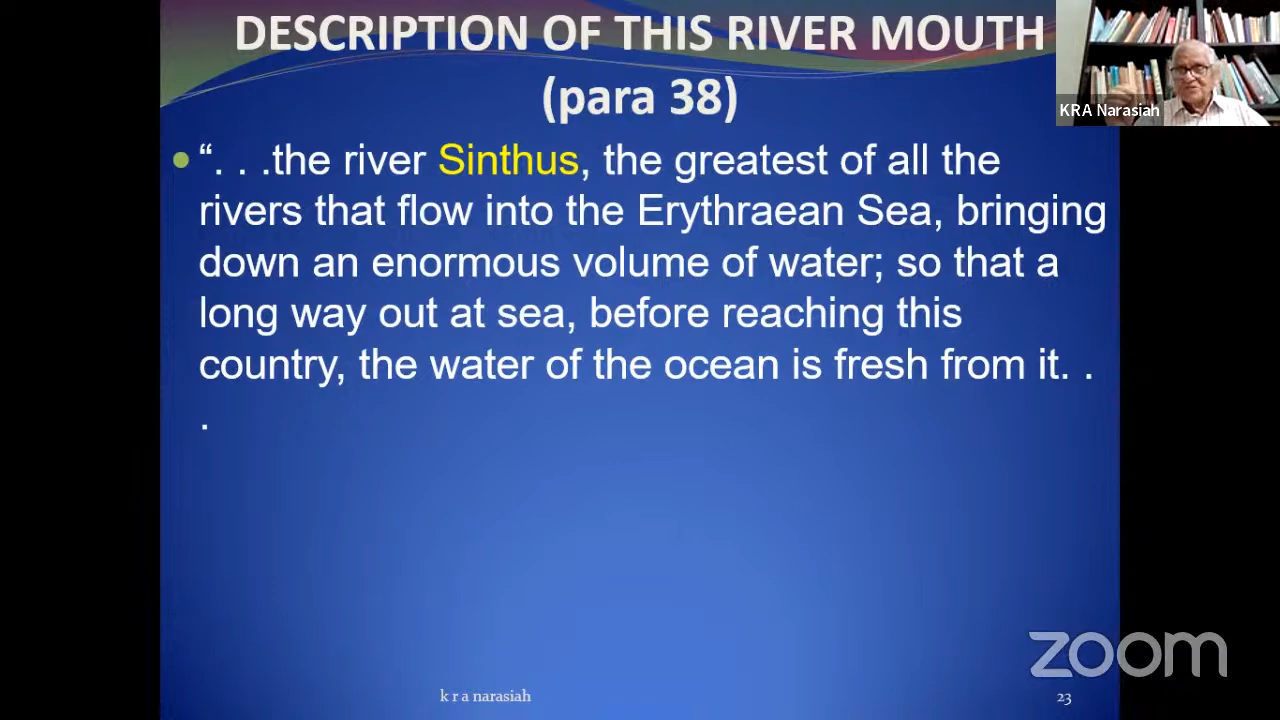 DESCRIPTION OF THIS RIVER MOUTH
(para 38)
KRA Narasiah
• “. . .the river Sinthus, the greatest of all the
rivers that flow into the Erythraean Sea, bringing
down an enormous volume of water; so that a
long way out at sea, before reaching this
country, the water of the ocean is fresh from it. .
.
zoom
k r a narasiah
23